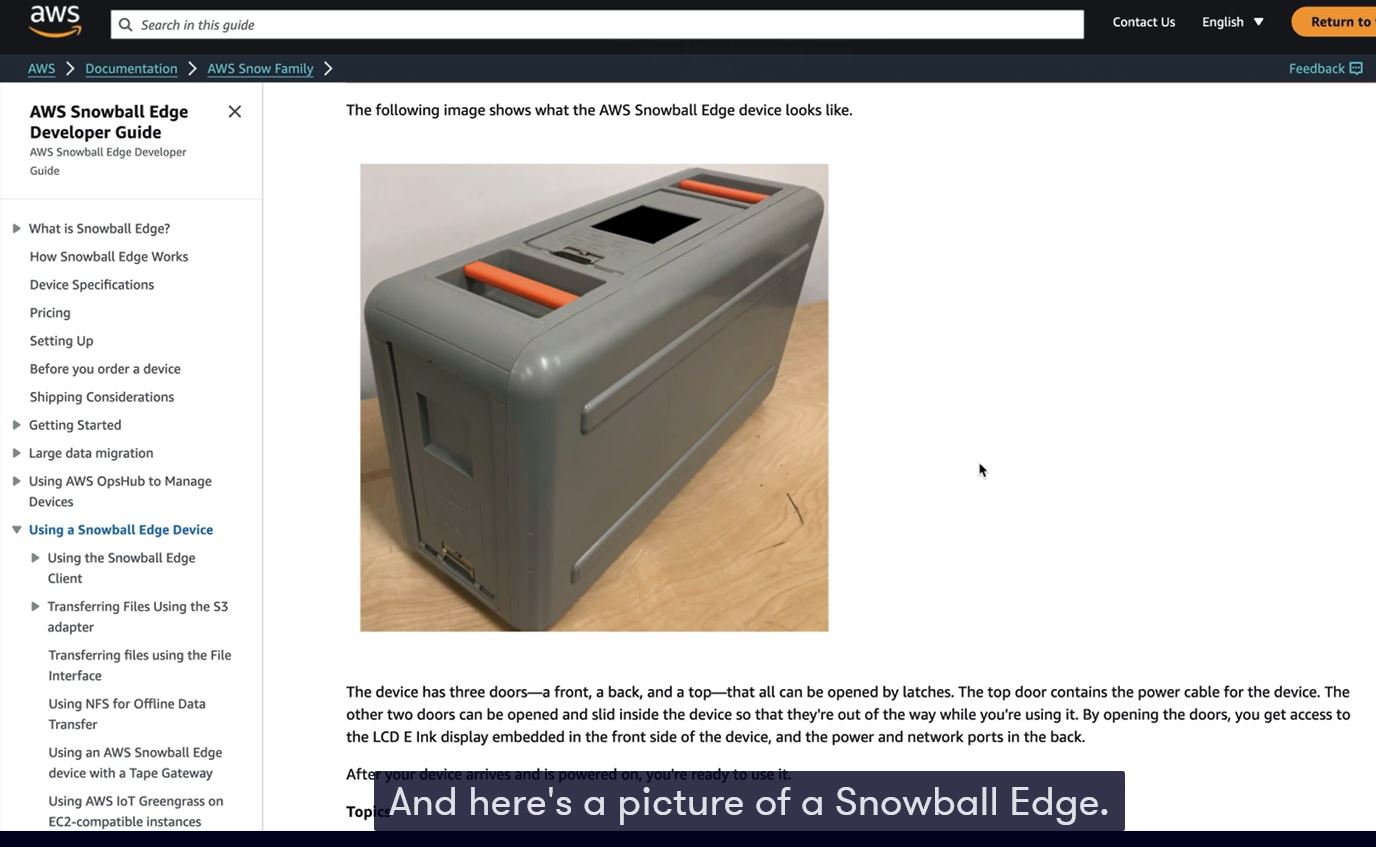 aws
Search in this guide
Contact Us
English
Return to
AWS
Documentation
AWS Snow Family
Feedback
AWS Snowball Edge
Developer Guide
AWS Snowball Edge Developer
Guide
What is Snowball Edge?
How Snowball Edge Works
Device Specifications
Pricing
Setting Up
Before you order a device
Shipping Considerations
Getting Started
Large data migration
Using AWS OpsHub to Manage
Devices
Using a Snowball Edge Device
Using the Snowball Edge
Client
Transferring Files Using the S3
adapter
Transferring files using the File
Interface
Using NFS for Offline Data
Transfer
Using an AWS Snowball Edge
device with a Tape Gateway
Using AWS IoT Greengrass on
EC2-compatible instances
The following image shows what the AWS Snowball Edge device looks like.
The device has three doors—a front, a back, and a top—that all can be opened by latches. The top door contains the power cable for the device. The
other two doors can be opened and slid inside the device so that they're out of the way while you're using it. By opening the doors, you get access to
the LCD E Ink display embedded in the front side of the device, and the power and network ports in the back.
After your device arrives and is powered on, you're ready to use it.
Topics
And here's a picture of a Snowball Edge.